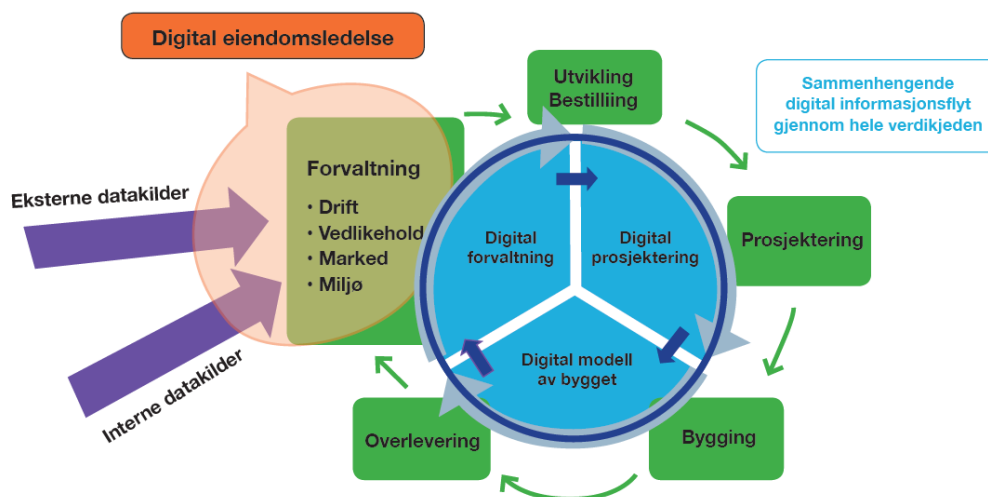 Digital eiendomsledelse
Utvikling
Bestilliing
Sammenhengende
digital informasjonsflyt
gjennom hele verdikjeden
Forvaltning
• Drift
• Vedlikehold
• Marked
• Miljø
Eksterne datakilder
Interne datakilder
Digital
forvaltning
Digital
prosjektering
Prosjektering
Digital modell
av bygget
Overlevering
Bygging